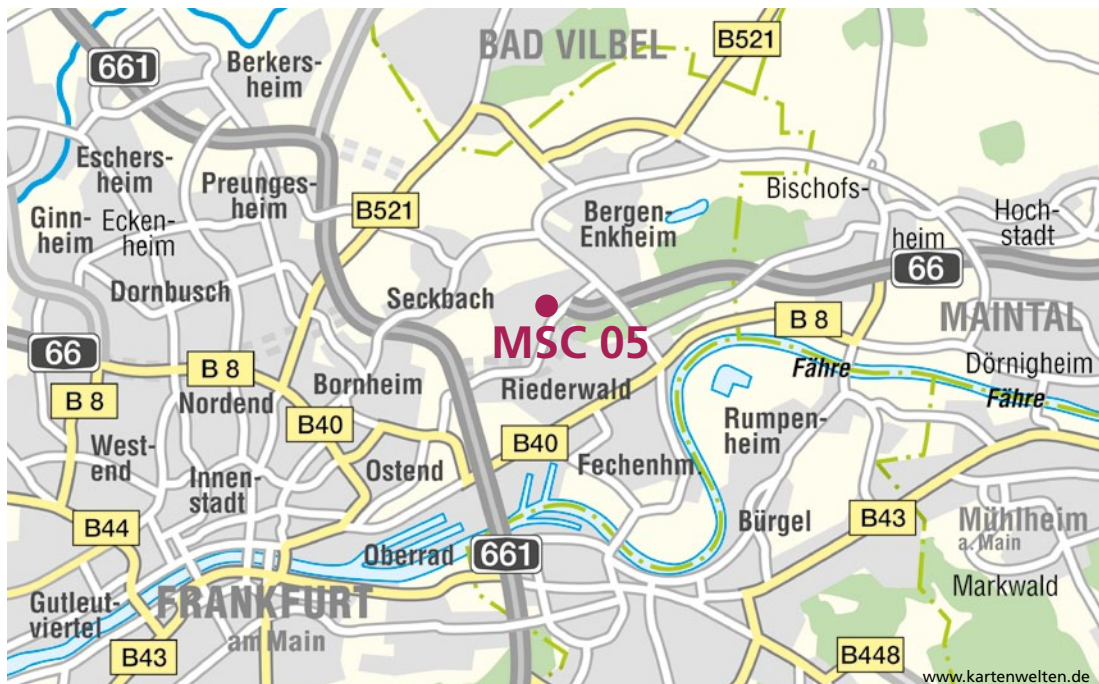 BAD VILBEL
B521
661
Berkers-
heim
Eschers-
heim
Preunges-
heim
B521
Ginn-
heim
Ecken-
heim
Bergen-
Enkheim
Bischofs-
heim
Hoch-
stadt
66
Dornbusch
Seckbach
MSC 05
B 8
MAINTAL
66
B 8
Bornheim
Riederwald
Fähre
Dörnigheim
Fähre
B 8
Nordend
B40
Rumpen-
heim
West-
end
Innen-
stadt
Ostend
B40
Fechenhm.
B44
Oberrad
661
Bürgel
B43
Mühlheim
a. Main
Markwald
Gutleut-
viertel
FRANKFURT
am Main
B43
B448
www.kartenwelten.de